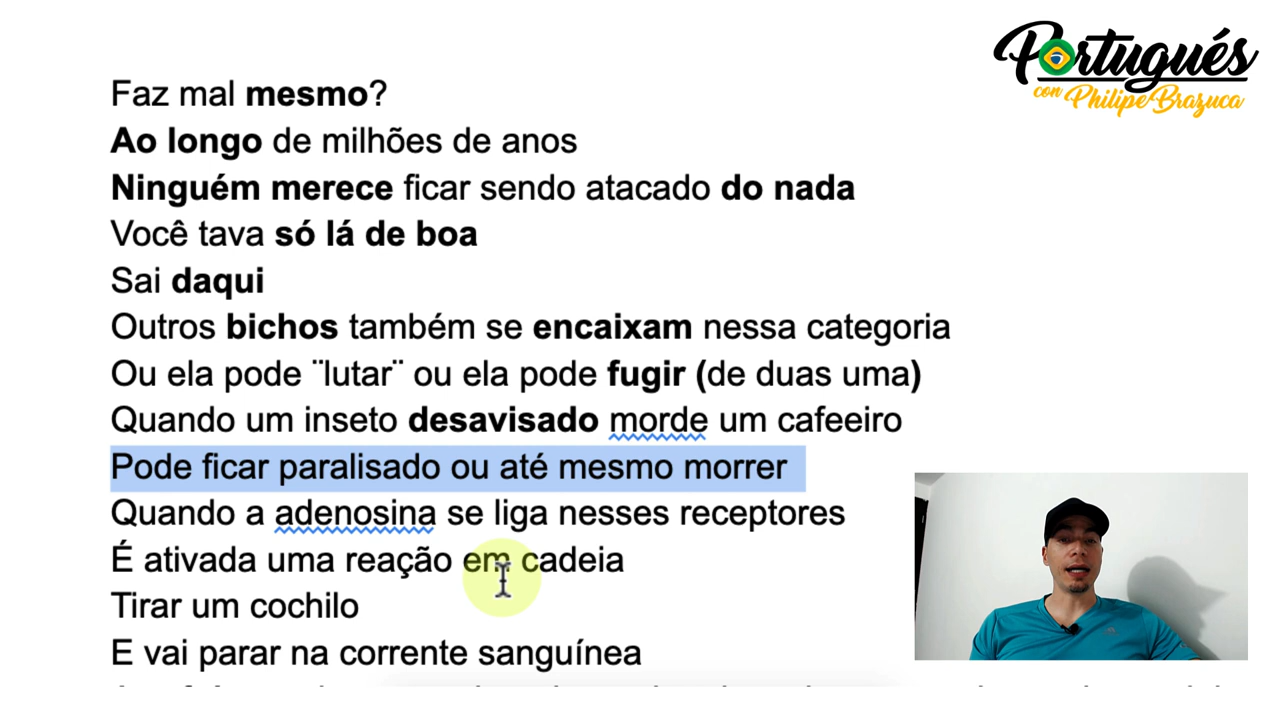 Portugués
con PhilipeBrazuca
Faz mal mesmo?
Ao longo de milhões de anos
Ninguém merece ficar sendo atacado do nada
Você tava só lá de boa
Sai daqui
Outros bichos também se encaixam nessa categoria
Ou ela pode ¨lutar¨ ou ela pode fugir (de duas uma)
Quando um inseto desavisado morde um cafeeiro
Pode ficar paralisado ou até mesmo morrer
Quando a adenosina se liga nesses receptores
É ativada uma reação em cadeia
Tirar um cochilo
E vai parar na corrente sanguínea